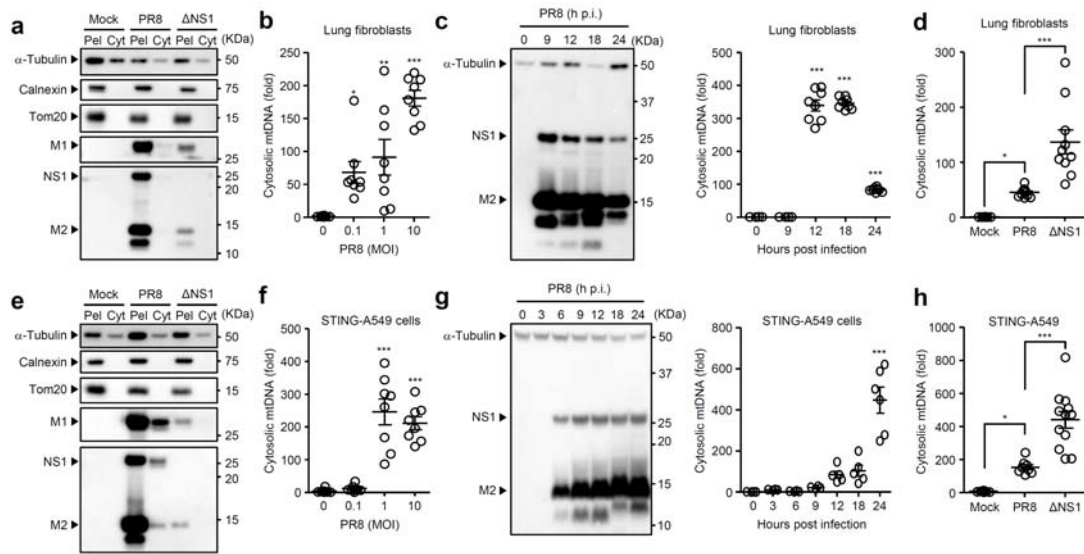 a
Mock PR8 ΔNS1
Pel Cyt Pel Cyt Pel Cyt (KDa)
α-Tubulin 50
Calnexin 75
Tom20 15
M1
25
NS1 25
20
M2 15
10
b
Lung fibroblasts
Cytosolic mtDNA (fold)
250
200
150
100
50
0
* ** ***
0 0.1 1 10
PR8 (MOI)
c
PR8 (h p.i.)
0 9 12 18 24 (KDa)
α-Tubulin 50
37
NS1 25
20
M2 15
Lung fibroblasts
Cytosolic mtDNA (fold)
500
400
300
200
100
0
*** *** ***
0 9 12 18 24
Hours post infection
d
Lung fibroblasts
Cytosolic mtDNA (fold)
300
200
150
100
50
0
* ***
Mock PR8 ΔNS1
e
Mock PR8 ΔNS1
Pel Cyt Pel Cyt Pel Cyt (KDa)
α-Tubulin 50
Calnexin 75
Tom20 15
M1
25
NS1 25
20
M2 15
f
STING-A549 cells
Cytosolic mtDNA (fold)
500
400
300
200
100
0
*** ***
0 0.1 1 10
PR8 (MOI)
g
PR8 (h p.i.)
0 3 6 9 12 18 24 (KDa)
α-Tubulin 50
37
NS1 25
20
M2 15
10
STING-A549 cells
Cytosolic mtDNA (fold)
800
600
400
200
0
***
0 3 6 9 12 18 24
Hours post infection
h
STING-A549
Cytosolic mtDNA (fold)
1000
800
600
400
200
0
* ***
Mock PR8 ΔNS1